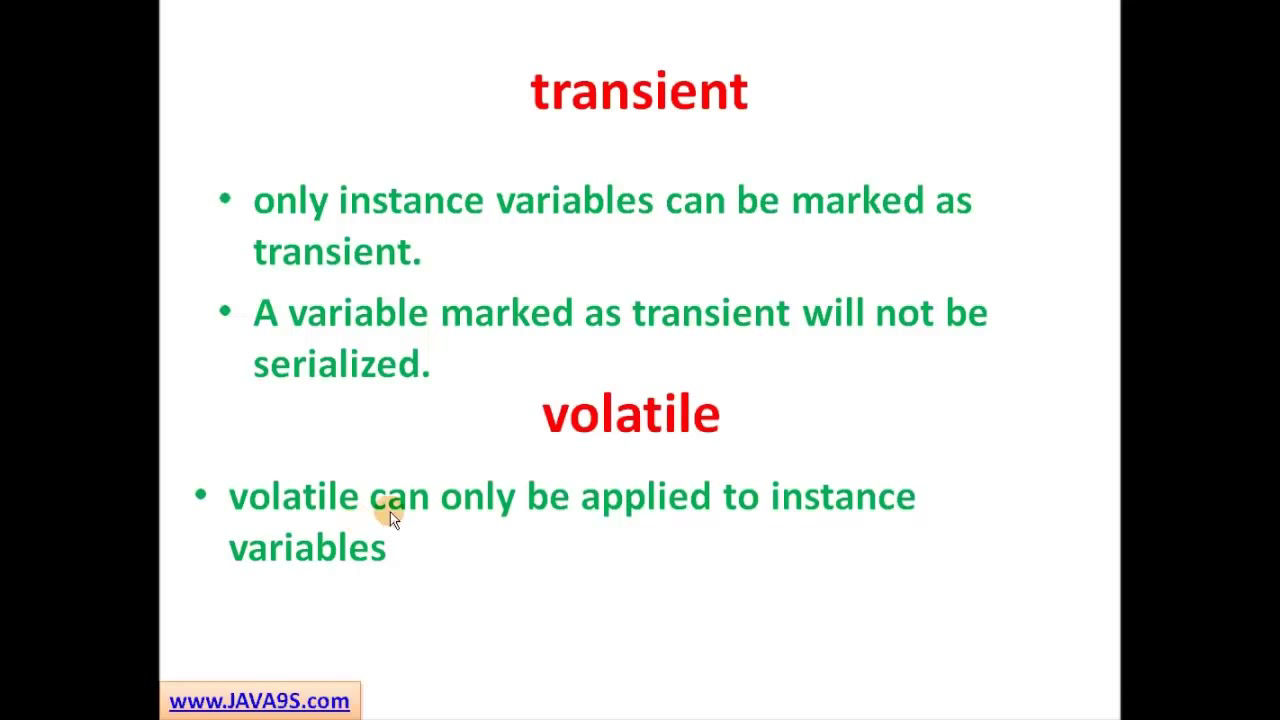 transient
• only instance variables can be marked as
transient.
• A variable marked as transient will not be
serialized.
volatile
• volatile can only be applied to instance
variables
www.JAVA9S.com